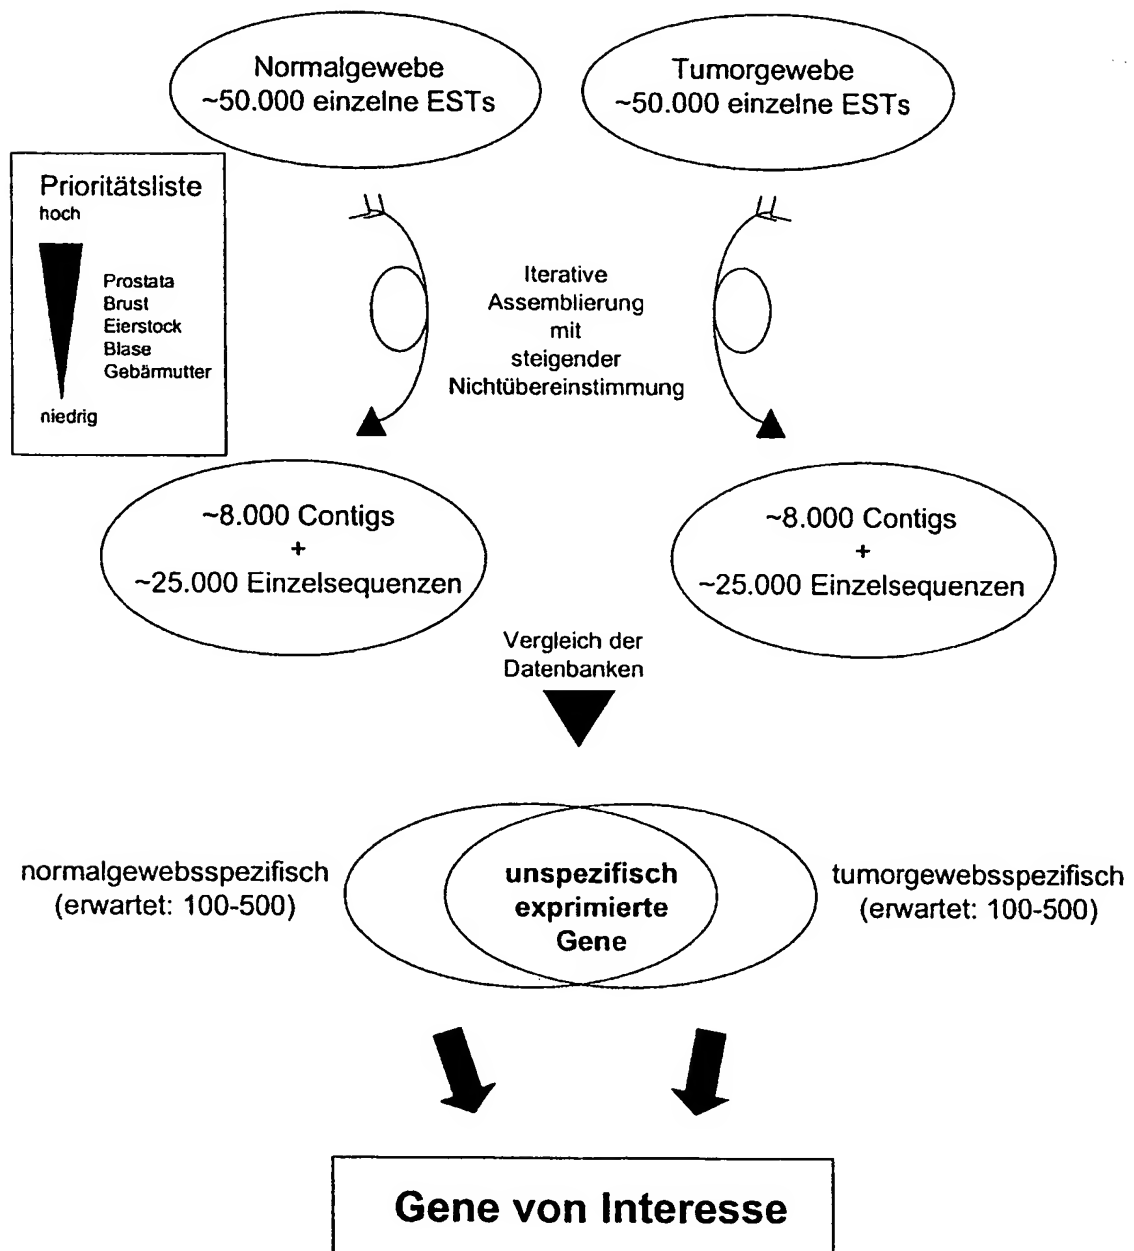 Normalgewebe
~50.000 einzelne ESTs
Tumorgewebe
~50.000 einzelne ESTs
Prioritätsliste
hoch
Prostata
Brust
Eierstock
Blase
Gebärmutter
niedrig
Iterative
Assemblierung
mit
steigender
Nichtübereinstimmung
~8.000 Contigs
+
~25.000 Einzelsequenzen
~8.000 Contigs
+
~25.000 Einzelsequenzen
Vergleich der
Datenbanken
normalgewebsspezifisch
(erwartet: 100-500)
unspezifisch
exprimierte
Gene
tumorgewebsspezifisch
(erwartet: 100-500)
Gene von Interesse